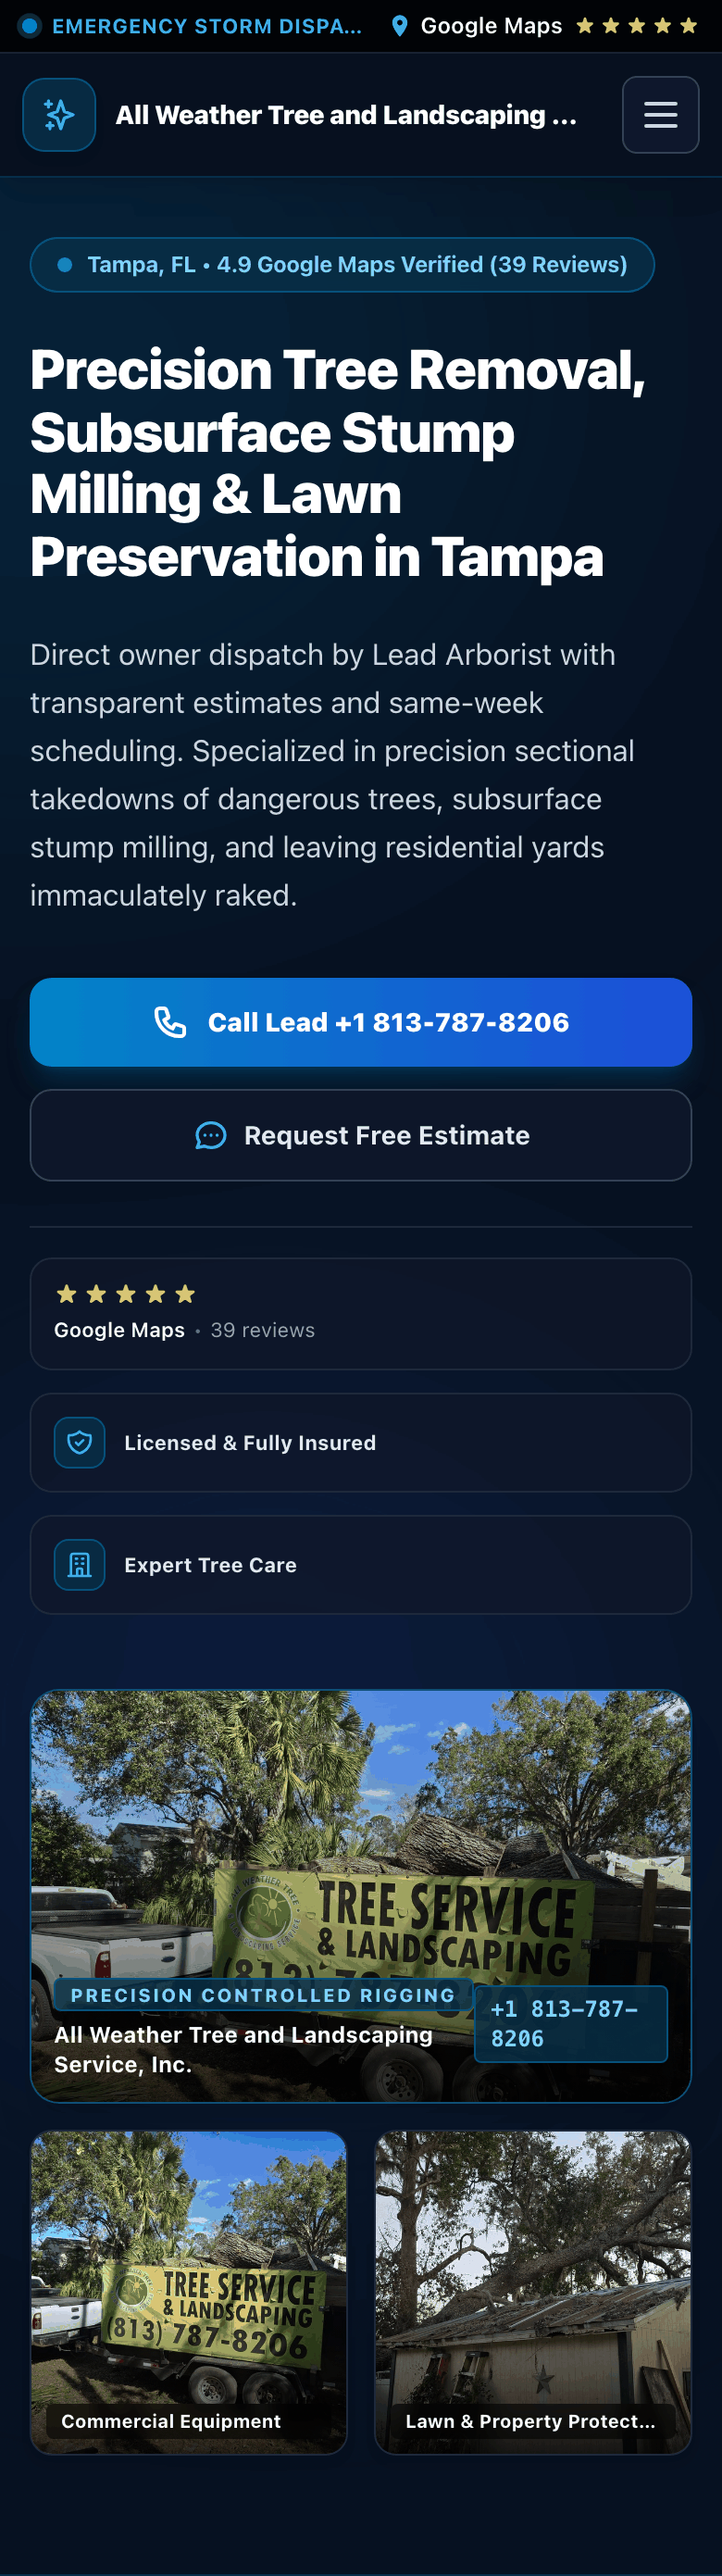 EMERGENCY STORM DISPA...
Google Maps
All Weather Tree and Landscaping ...
Tampa, FL • 4.9 Google Maps Verified (39 Reviews)
Precision Tree Removal,
Subsurface Stump
Milling & Lawn
Preservation in Tampa
Direct owner dispatch by Lead Arborist with
transparent estimates and same-week
scheduling. Specialized in precision sectional
takedowns of dangerous trees, subsurface
stump milling, and leaving residential yards
immaculately raked.
Call Lead +1 813-787-8206
Request Free Estimate
Google Maps • 39 reviews
Licensed & Fully Insured
Expert Tree Care
TREE SERVICE
& LANDSCAPING
(813) 787
PRECISION CONTROLLED RIGGING
All Weather Tree and Landscaping
Service, Inc.
+1 813-787-
8206
TREE SERVICE
& LANDSCAPING
(813) 787-8206
Commercial Equipment
Lawn & Property Protect...